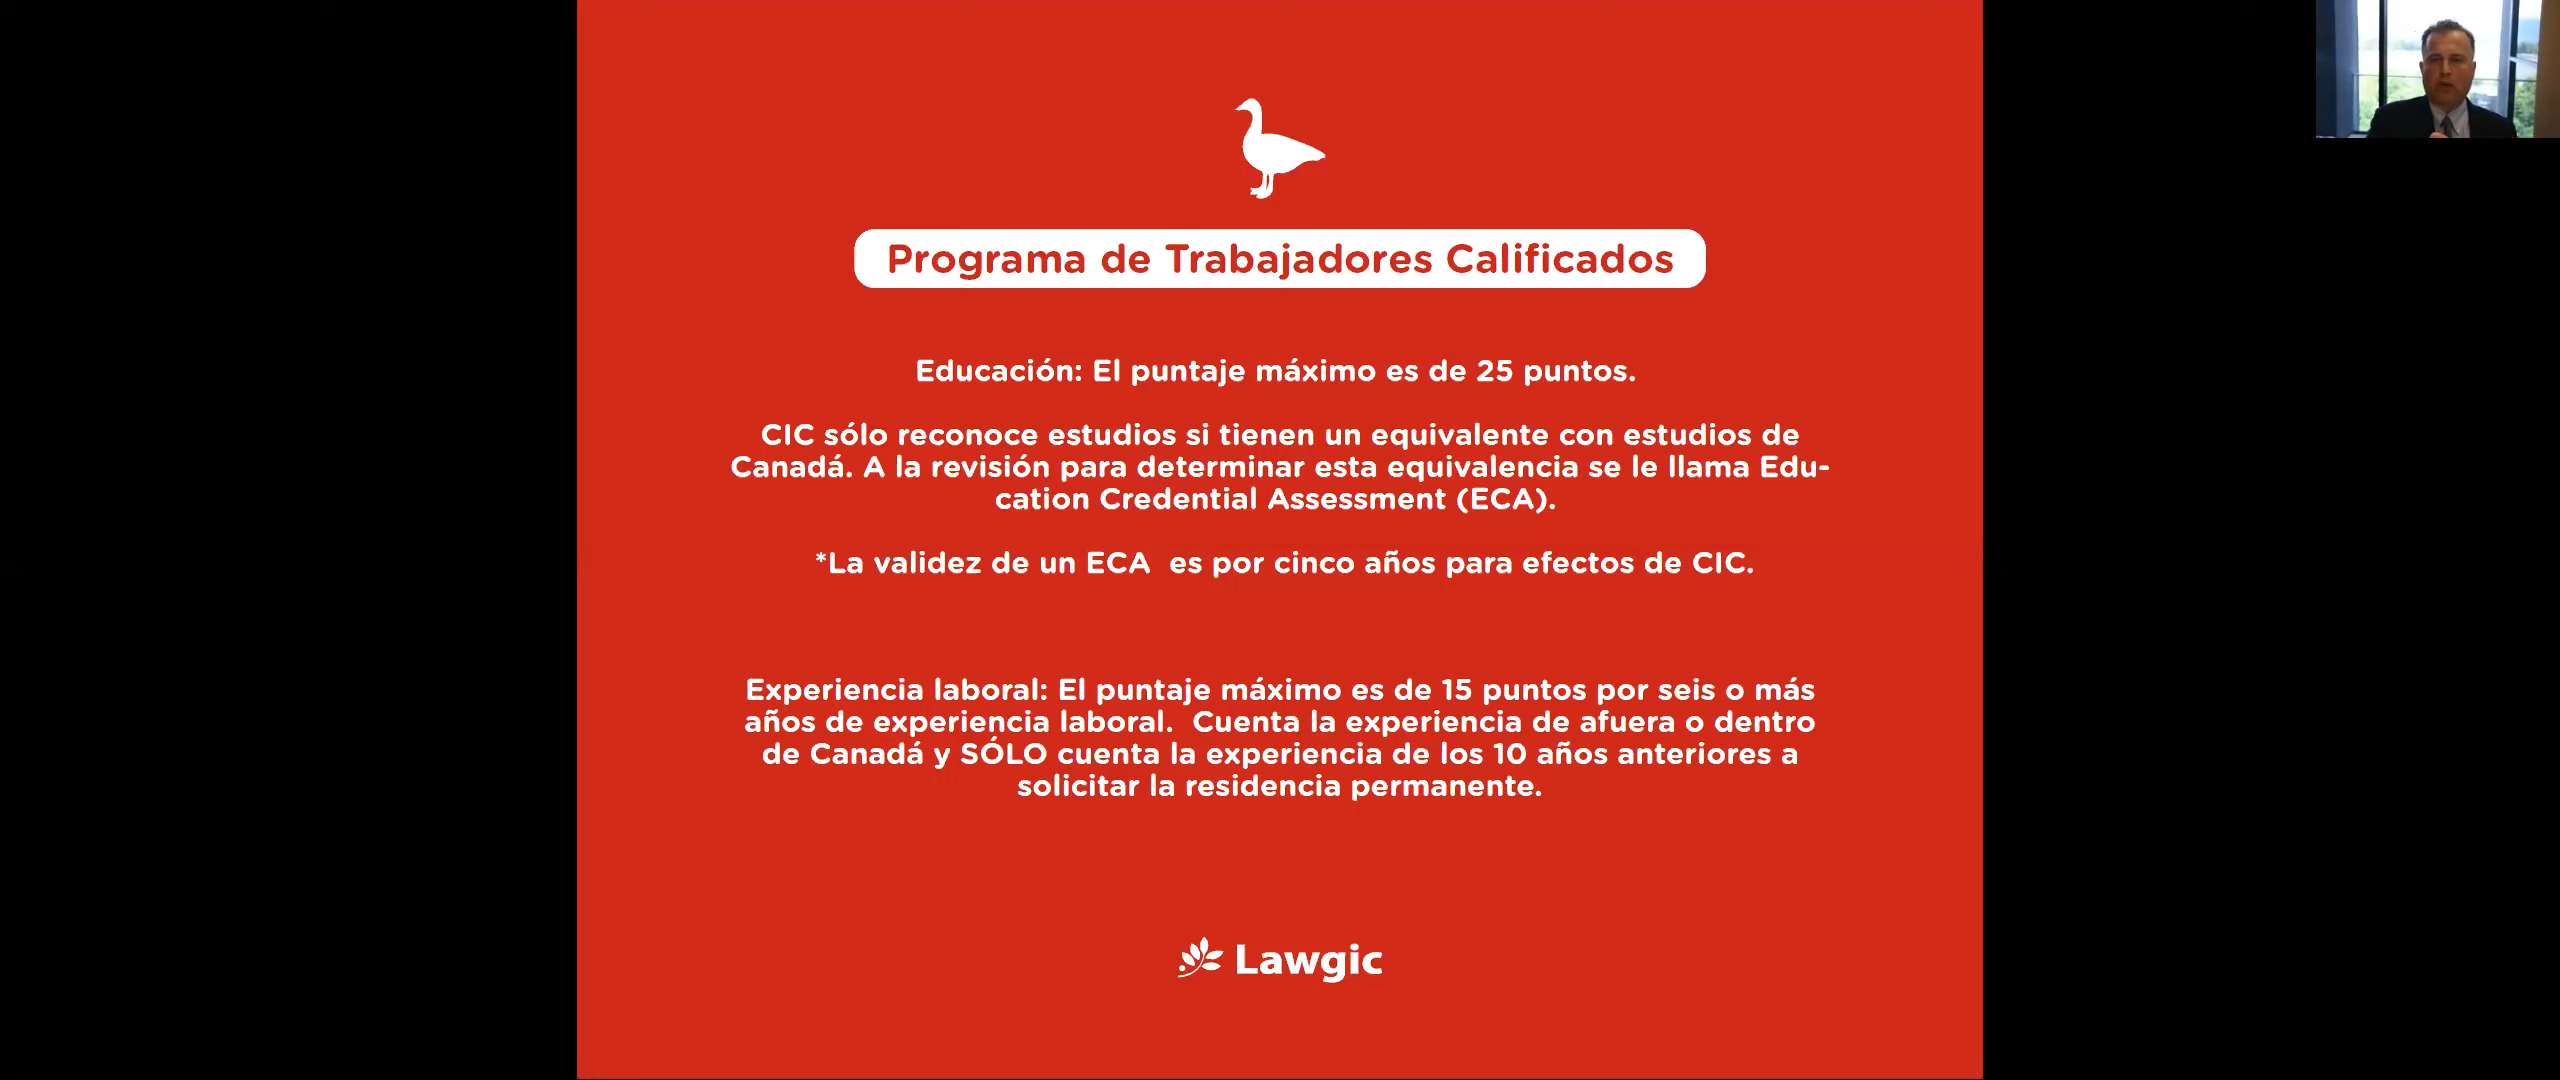 Programa de Trabajadores Calificados
Educación: El puntaje máximo es de 25 puntos.
CIC sólo reconoce estudios si tienen un equivalente con estudios de
Canadá. A la revisión para determinar esta equivalencia se le llama Edu-
cation Credential Assessment (ECA).
*La validez de un ECA  es por cinco años para efectos de CIC.
Experiencia laboral: El puntaje máximo es de 15 puntos por seis o más
años de experiencia laboral.  Cuenta la experiencia de afuera o dentro
de Canadá y SÓLO cuenta la experiencia de los 10 años anteriores a
solicitar la residencia permanente.
Lawgic